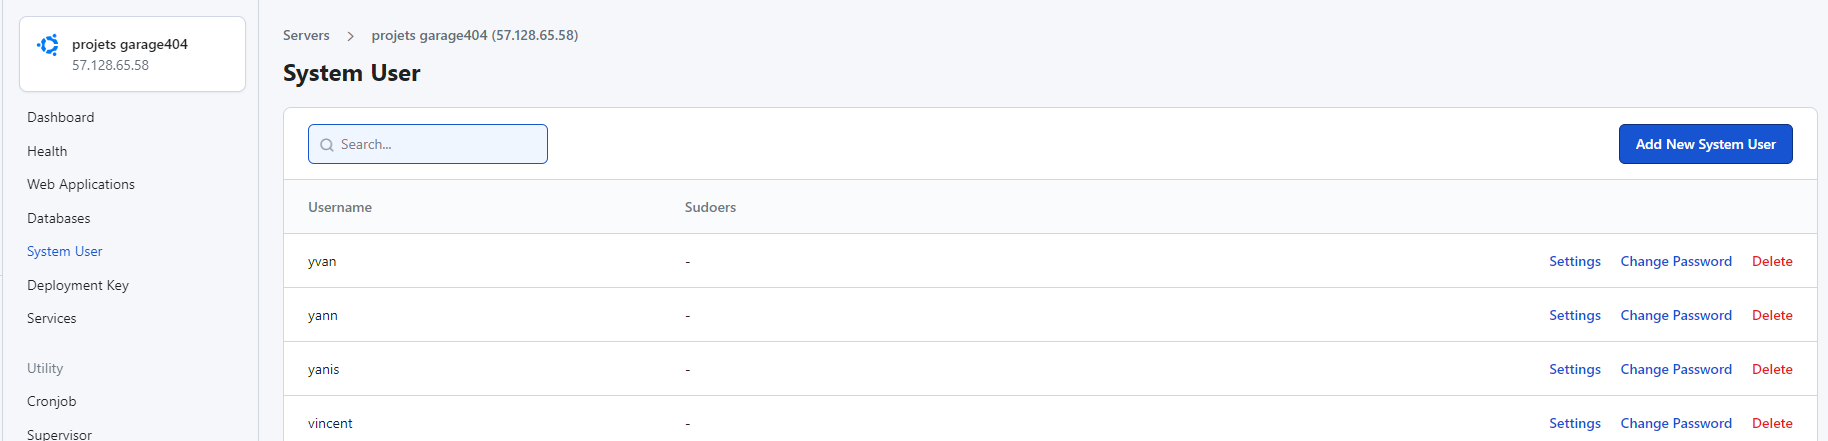 projets garage404
57.128.65.58
Dashboard
Health
Web Applications
Databases
System User
Deployment Key
Services
Utility
Cronjob
Supervisor
Servers > projets garage404 (57.128.65.58)
System User
Search...
Add New System User
Username Sudoers
yvan - Settings Change Password Delete
yann - Settings Change Password Delete
yanis - Settings Change Password Delete
vincent - Settings Change Password Delete